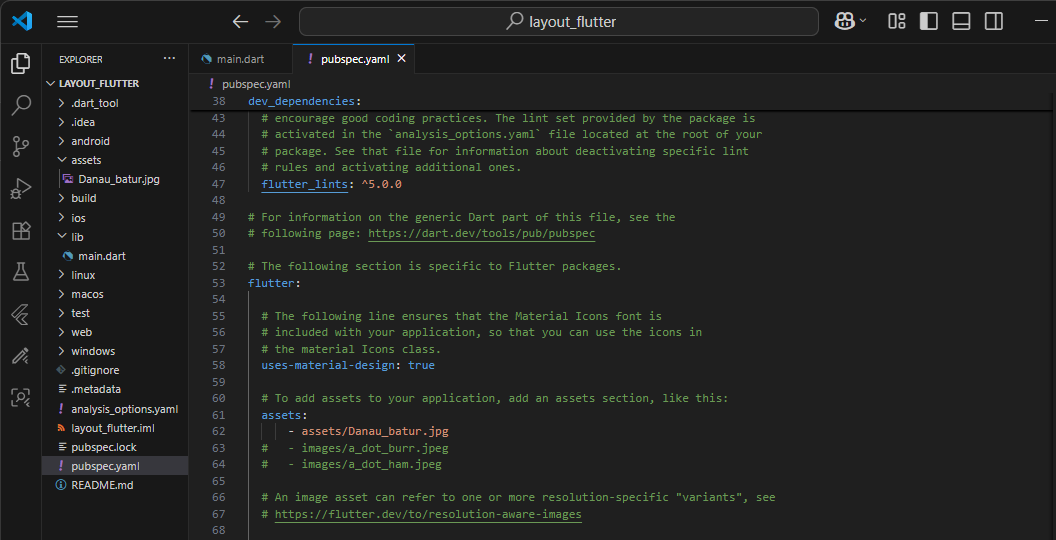 layout_flutter
EXPLORER
main.dart
pubspec.yaml
LAYOUT_FLUTTER
.dart_tool
.idea
android
assets
Danau_batur.jpg
build
ios
lib
main.dart
linux
macos
test
web
windows
.gitignore
.metadata
analysis_options.yaml
layout_flutter.iml
pubspec.lock
pubspec.yaml
README.md
pubspec.yaml
38 dev_dependencies:
43 # encourage good coding practices. The lint set provided by the package is
44 # activated in the `analysis_options.yaml` file located at the root of your
45 # package. See that file for information about deactivating specific lint
46 # rules and activating additional ones.
47 flutter_lints: ^5.0.0
48
49 # For information on the generic Dart part of this file, see the
50 # following page: https://dart.dev/tools/pub/pubspec
51
52 # The following section is specific to Flutter packages.
53 flutter:
54
55 # The following line ensures that the Material Icons font is
56 # included with your application, so that you can use the icons in
57 # the material Icons class.
58 uses-material-design: true
59
60 # To add assets to your application, add an assets section, like this:
61 assets:
62 - assets/Danau_batur.jpg
63 # - images/a_dot_burr.jpeg
64 # - images/a_dot_ham.jpeg
65
66 # An image asset can refer to one or more resolution-specific "variants", see
67 # https://flutter.dev/to/resolution-aware-images
68